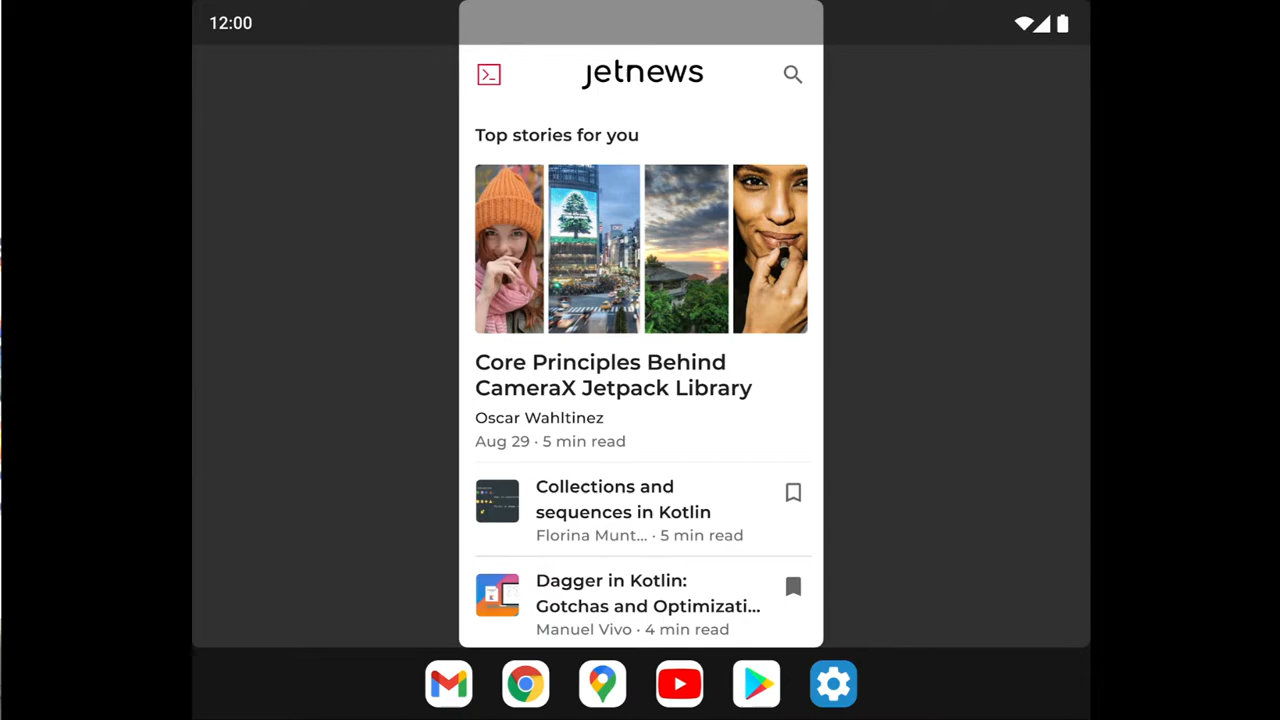 12:00
jetnews
Top stories for you
Core Principles Behind
CameraX Jetpack Library
Oscar Wahltinez
Aug 29 · 5 min read
Collections and
sequences in Kotlin
Florina Munt... · 5 min read
Dagger in Kotlin:
Gotchas and Optimizati...
Manuel Vivo · 4 min read